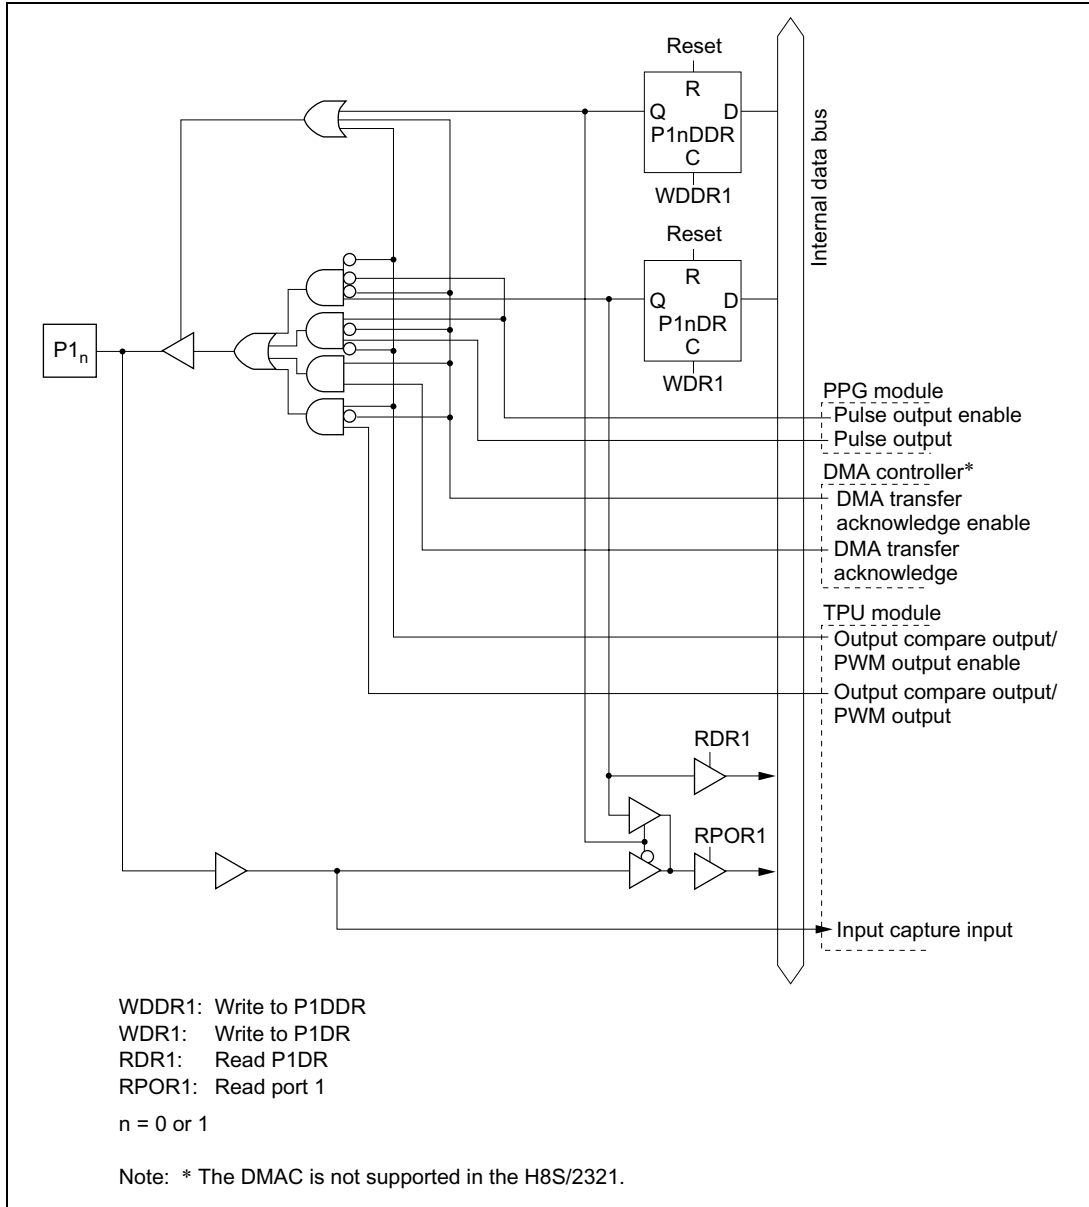 Reset
R
Q D
P1nDDR
C
WDDR1
Internal data bus
Reset
R
Q D
P1nDR
C
WDR1
P1n
PPG module
Pulse output enable
Pulse output
DMA controller*
DMA transfer
acknowledge enable
DMA transfer
acknowledge
TPU module
Output compare output/
PWM output enable
Output compare output/
PWM output
RDR1
RPOR1
Input capture input
WDDR1: Write to P1DDR
WDR1: Write to P1DR
RDR1: Read P1DR
RPOR1: Read port 1
n = 0 or 1
Note: * The DMAC is not supported in the H8S/2321.